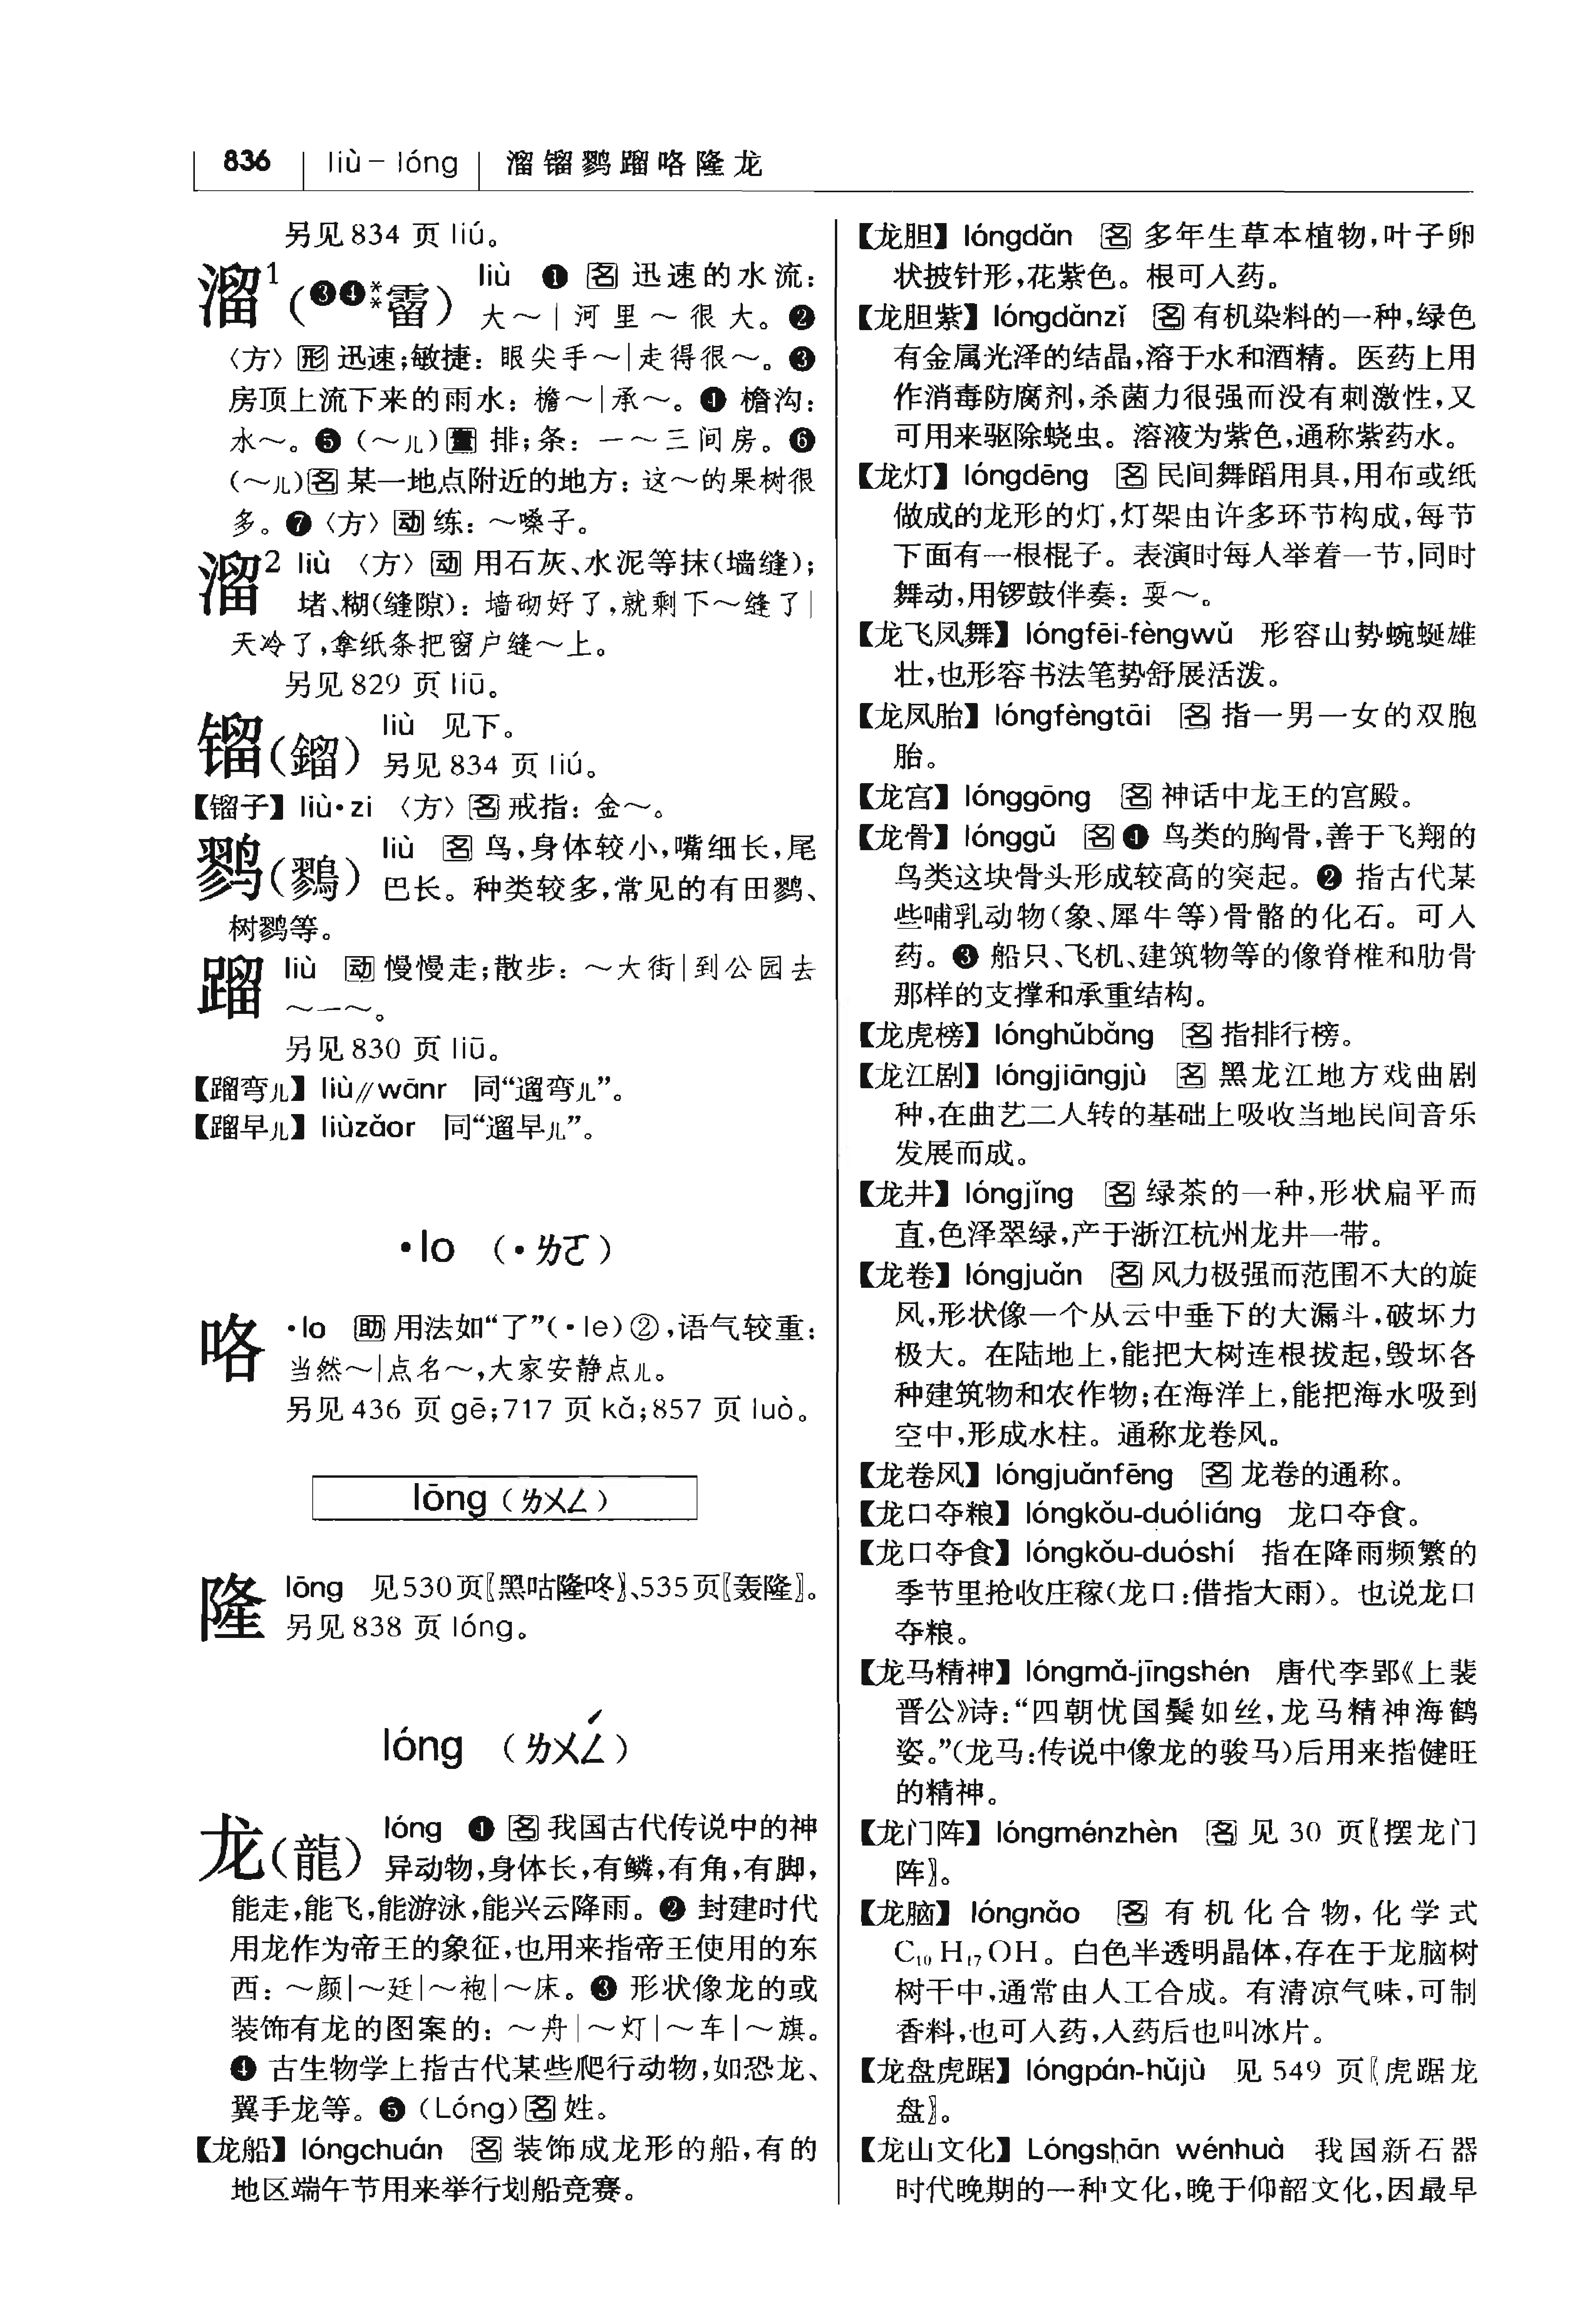 836 liù－lóng 溜镏鹨蹓咯隆龙
另见 834 页 liú。
溜1(❸❹**霤) liù ❶ 名 迅速的水流：
大～|河里～很大。❷
〈方〉形 迅速;敏捷：眼尖手～|走得很～。❸
房顶上流下来的雨水：檐～|承～。❹ 檐沟：
水～。❺（～儿）量 排;条：一～三间房。❻
（～儿）名 某一地点附近的地方：这～的果树很
多。❼〈方〉动 练：～嗓子。
溜2 liù 〈方〉动 用石灰、水泥等抹(墙缝);
堵、糊(缝隙)：墙砌好了,就剩下～缝了|
天冷了,拿纸条把窗户缝～上。
另见 829 页 liū。
镏(鎦) liù 见下。
另见 834 页 liú。
【镏子】liù·zi 〈方〉名 戒指：金～。
鹨(鷚) liù 名 鸟,身体较小,嘴细长,尾
巴长。种类较多,常见的有田鹨、
树鹨等。
蹓 liù 动 慢慢走;散步：～大街|到公园去
～一～。
另见 830 页 liū。
【蹓弯儿】liù∥wānr 同“遛弯儿”。
【蹓早儿】liùzǎor 同“遛早儿”。
·lo （·ㄌㄛ）
咯 ·lo 助 用法如“了”(·le)②,语气较重：
当然～|点名～,大家安静点儿。
另见 436 页 gē;717 页 kǎ;857 页 luò。
lōng（ㄌㄨㄥ）
隆 lōng 见530页〖黑咕隆咚〗、535页〖轰隆〗。
另见 838 页 lóng。
lóng （ㄌㄨㄥˊ）
龙(龍) lóng ❶ 名 我国古代传说中的神
异动物,身体长,有鳞,有角,有脚,
能走,能飞,能游泳,能兴云降雨。❷ 封建时代
用龙作为帝王的象征,也用来指帝王使用的东
西：～颜|～廷|～袍|～床。❸ 形状像龙的或
装饰有龙的图案的：～舟|～灯|～车|～旗。
❹ 古生物学上指古代某些爬行动物,如恐龙、
翼手龙等。❺（Lóng）名 姓。
【龙船】lóngchuán 名 装饰成龙形的船,有的
地区端午节用来举行划船竞赛。
【龙胆】lóngdǎn 名 多年生草本植物,叶子卵
状披针形,花紫色。根可入药。
【龙胆紫】lóngdǎnzǐ 名 有机染料的一种,绿色
有金属光泽的结晶,溶于水和酒精。医药上用
作消毒防腐剂,杀菌力很强而没有刺激性,又
可用来驱除蛲虫。溶液为紫色,通称紫药水。
【龙灯】lóngdēng 名 民间舞蹈用具,用布或纸
做成的龙形的灯,灯架由许多环节构成,每节
下面有一根棍子。表演时每人举着一节,同时
舞动,用锣鼓伴奏：耍～。
【龙飞凤舞】lóngfēi-fèngwǔ 形容山势蜿蜒雄
壮,也形容书法笔势舒展活泼。
【龙凤胎】lóngfèngtāi 名 指一男一女的双胞
胎。
【龙宫】lónggōng 名 神话中龙王的宫殿。
【龙骨】lónggǔ 名❶ 鸟类的胸骨,善于飞翔的
鸟类这块骨头形成较高的突起。❷ 指古代某
些哺乳动物(象、犀牛等)骨骼的化石。可入
药。❸ 船只、飞机、建筑物等的像脊椎和肋骨
那样的支撑和承重结构。
【龙虎榜】lónghǔbǎng 名 指排行榜。
【龙江剧】lóngjiāngjù 名 黑龙江地方戏曲剧
种,在曲艺二人转的基础上吸收当地民间音乐
发展而成。
【龙井】lóngjǐng 名 绿茶的一种,形状扁平而
直,色泽翠绿,产于浙江杭州龙井一带。
【龙卷】lóngjuǎn 名 风力极强而范围不大的旋
风,形状像一个从云中垂下的大漏斗,破坏力
极大。在陆地上,能把大树连根拔起,毁坏各
种建筑物和农作物;在海洋上,能把海水吸到
空中,形成水柱。通称龙卷风。
【龙卷风】lóngjuǎnfēng 名 龙卷的通称。
【龙口夺粮】lóngkǒu-duóliáng 龙口夺食。
【龙口夺食】lóngkǒu-duóshí 指在降雨频繁的
季节里抢收庄稼(龙口:借指大雨)。也说龙口
夺粮。
【龙马精神】lóngmǎ-jīngshén 唐代李郢《上裴
晋公》诗:“四朝忧国鬓如丝,龙马精神海鹤
姿。”(龙马:传说中像龙的骏马)后用来指健旺
的精神。
【龙门阵】lóngménzhèn 名 见 30 页〖摆龙门
阵〗。
【龙脑】lóngnǎo 名 有机化合物,化学式
C₁₀H₁₇OH。白色半透明晶体,存在于龙脑树
树干中,通常由人工合成。有清凉气味,可制
香料,也可入药,入药后也叫冰片。
【龙盘虎踞】lóngpán-hǔjù 见 549 页〖虎踞龙
盘〗。
【龙山文化】Lóngshān wénhuà 我国新石器
时代晚期的一种文化,晚于仰韶文化,因最早